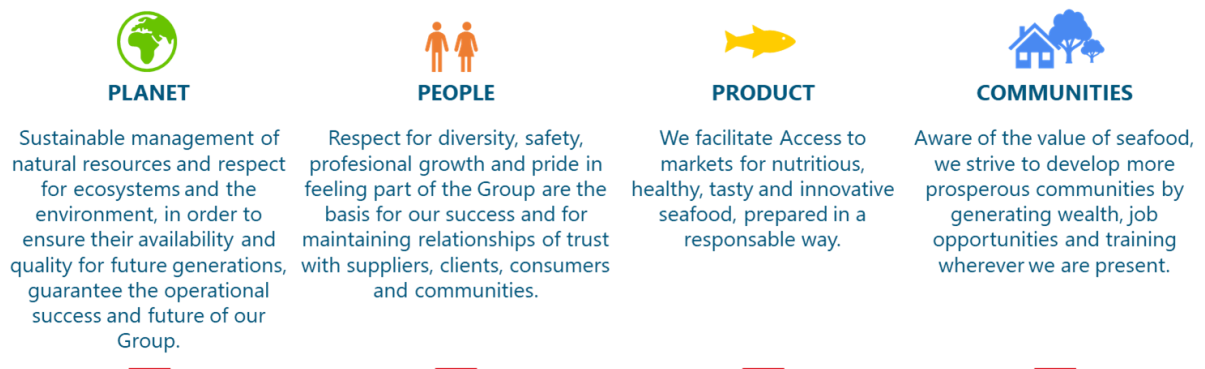 PLANET
Sustainable management of
natural resources and respect
for ecosystems and the
environment, in order to
ensure their availability and
quality for future generations,
guarantee the operational
success and future of our
Group.
PEOPLE
Respect for diversity, safety,
profesional growth and pride in
feeling part of the Group are the
basis for our success and for
maintaining relationships of trust
with suppliers, clients, consumers
and communities.
PRODUCT
We facilitate Access to
markets for nutritious,
healthy, tasty and innovative
seafood, prepared in a
responsable way.
COMMUNITIES
Aware of the value of seafood,
we strive to develop more
prosperous communities by
generating wealth, job
opportunities and training
wherever we are present.